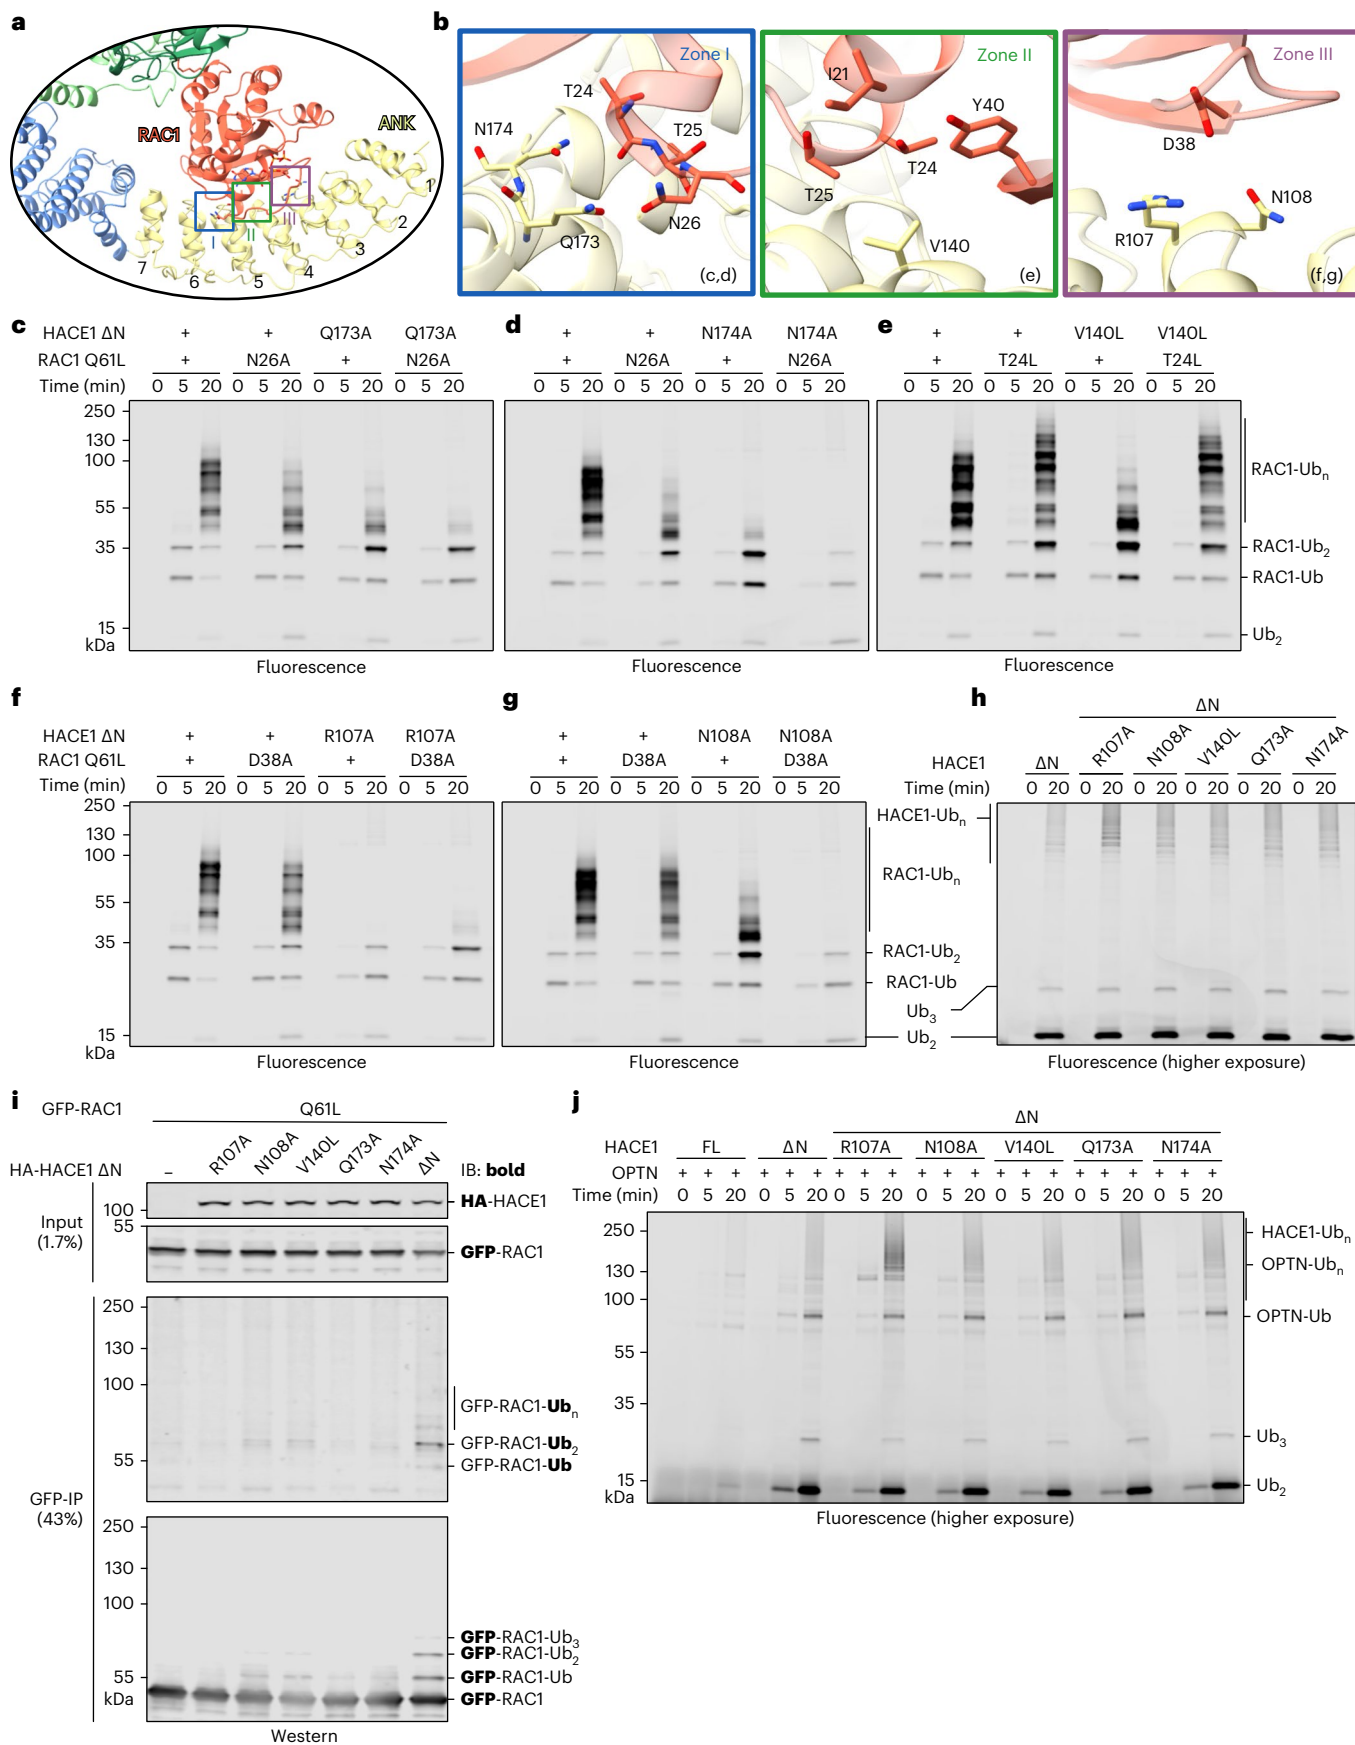 a
RAC1
ANK
1
2
3
4
5
6
7
I
II
III
b
Zone I
T24
N174
T25
Q173
N26
(c,d)
Zone II
I21
Y40
T24
T25
V140
(e)
Zone III
D38
N108
R107
(f,g)
c
HACE1 ΔN + + Q173A Q173A
RAC1 Q61L + N26A + N26A
Time (min) 0 5 20 0 5 20 0 5 20 0 5 20
250
130
100
55
35
15
kDa
Fluorescence
d
+ + N174A N174A
+ N26A + N26A
0 5 20 0 5 20 0 5 20 0 5 20
Fluorescence
e
+ + V140L V140L
+ T24L + T24L
0 5 20 0 5 20 0 5 20 0 5 20
RAC1-Ubn
RAC1-Ub2
RAC1-Ub
Ub2
Fluorescence
f
HACE1 ΔN + + R107A R107A
RAC1 Q61L + D38A + D38A
Time (min) 0 5 20 0 5 20 0 5 20 0 5 20
250
130
100
55
35
15
kDa
Fluorescence
g
+ + N108A N108A
+ D38A + D38A
0 5 20 0 5 20 0 5 20 0 5 20
RAC1-Ubn
RAC1-Ub2
RAC1-Ub
Fluorescence
h
ΔN
HACE1 ΔN R107A N108A V140L Q173A N174A
Time (min) 0 20 0 20 0 20 0 20 0 20 0 20
HACE1-Ubn
Ub3
Ub2
Fluorescence (higher exposure)
i
GFP-RAC1 Q61L
HA-HACE1 ΔN – R107A N108A V140L Q173A N174A ΔN
IB: bold
Input
(1.7%)
100
HA-HACE1
55
GFP-RAC1
GFP-IP
(43%)
250
130
100
55
GFP-RAC1-Ubn
GFP-RAC1-Ub2
GFP-RAC1-Ub
250
130
100
55
kDa
GFP-RAC1-Ub3
GFP-RAC1-Ub2
GFP-RAC1-Ub
GFP-RAC1
Western
j
ΔN
HACE1 FL ΔN R107A N108A V140L Q173A N174A
OPTN + + + + + + + + + + + + + + + + + + + + +
Time (min) 0 5 20 0 5 20 0 5 20 0 5 20 0 5 20 0 5 20 0 5 20
250
130
100
55
35
15
kDa
HACE1-Ubn
OPTN-Ubn
OPTN-Ub
Ub3
Ub2
Fluorescence (higher exposure)